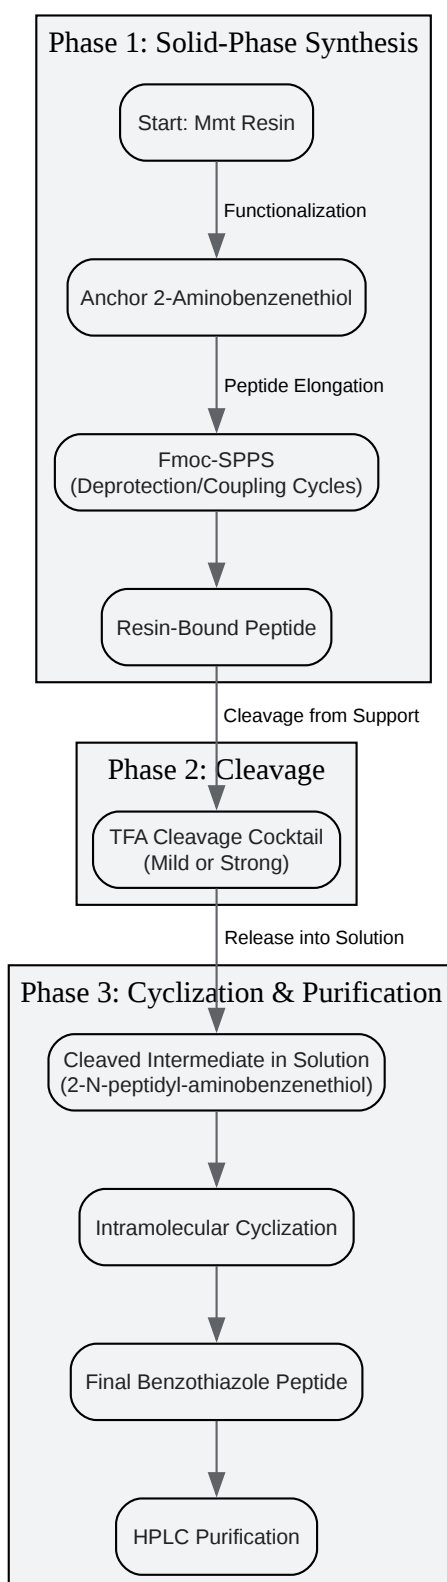 Phase 1: Solid-Phase Synthesis
Start: Mmt Resin
Functionalization
Anchor 2-Aminobenzenethiol
Peptide Elongation
Fmoc-SPPS
(Deprotection/Coupling Cycles)
Resin-Bound Peptide
Cleavage from Support
Phase 2: Cleavage
TFA Cleavage Cocktail
(Mild or Strong)
Release into Solution
Phase 3: Cyclization & Purification
Cleaved Intermediate in Solution
(2-N-peptidyl-aminobenzenethiol)
Intramolecular Cyclization
Final Benzothiazole Peptide
HPLC Purification